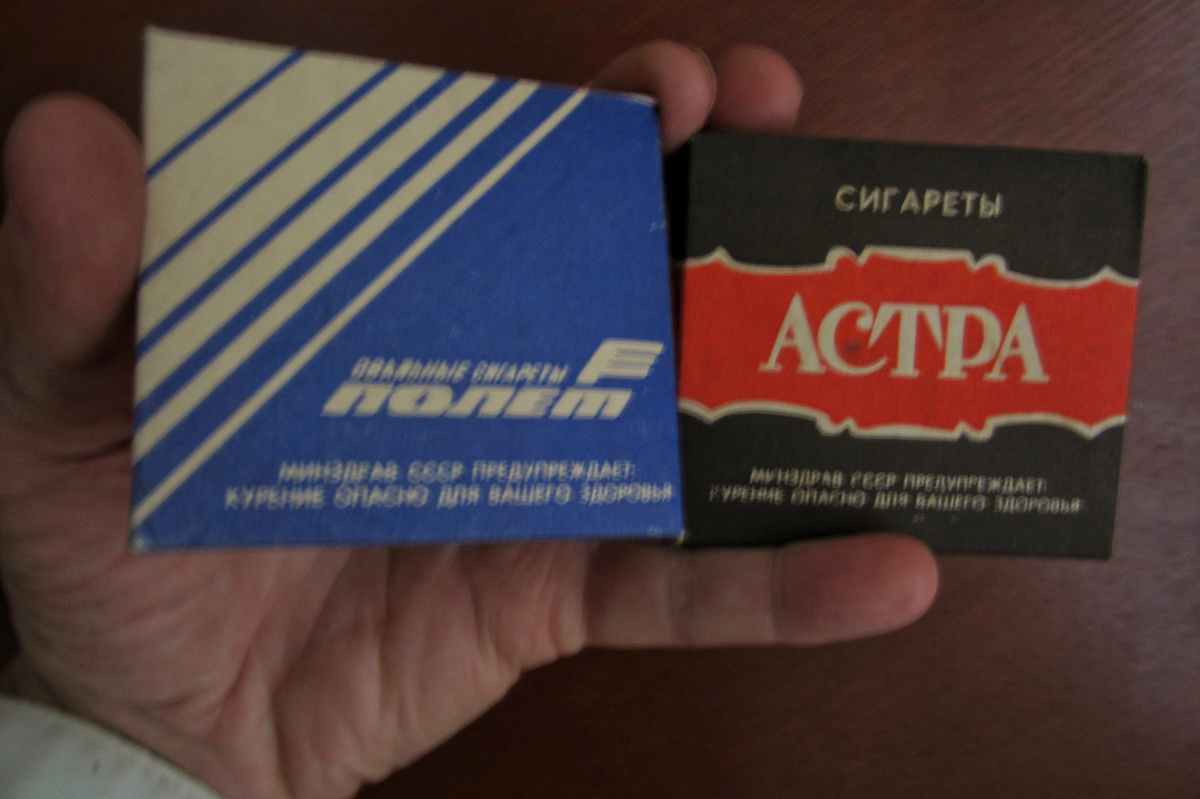 ОВАЛЬНЫЕ СИГАРЕТЫ
ПОЛЕТ
МИНЗДРАВ СССР ПРЕДУПРЕЖДАЕТ:
КУРЕНИЕ ОПАСНО ДЛЯ ВАШЕГО ЗДОРОВЬЯ
СИГАРЕТЫ
АСТРА
МИНЗДРАВ СССР ПРЕДУПРЕЖДАЕТ:
КУРЕНИЕ ОПАСНО ДЛЯ ВАШЕГО ЗДОРОВЬЯ